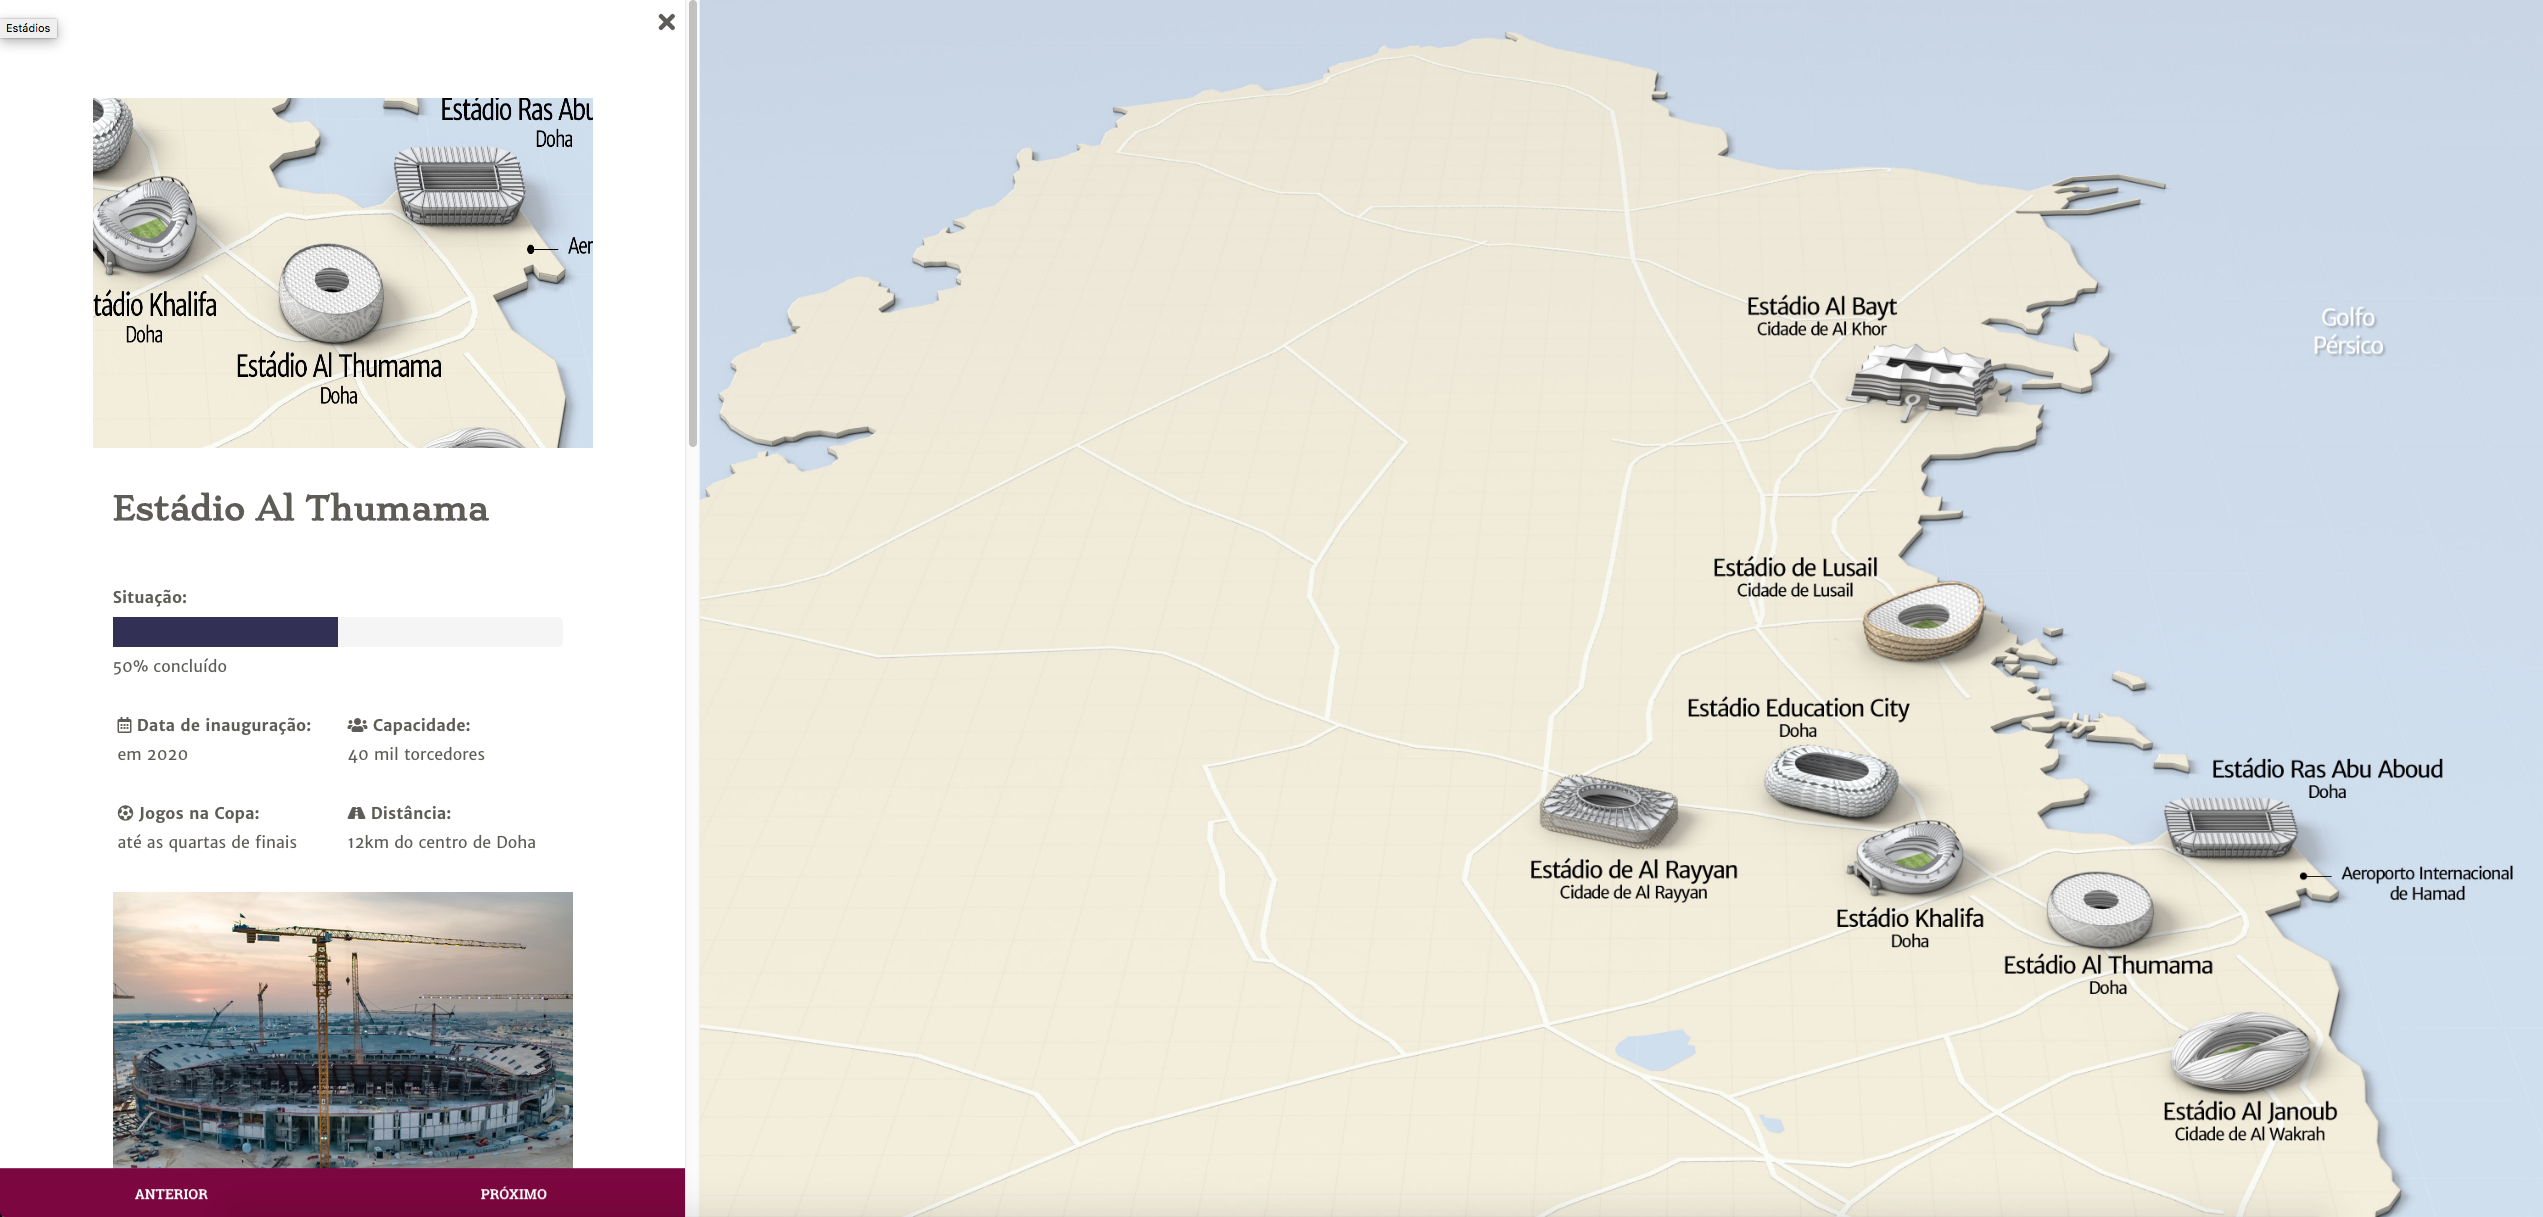 Estádios
Estádio Ras Abu
Doha
Aer
tádio Khalifa
Doha
Estádio Al Thumama
Doha
Estádio Al Thumama
Situação:
50% concluído
Data de inauguração:
em 2020
Capacidade:
40 mil torcedores
Jogos na Copa:
até as quartas de finais
Distância:
12km do centro de Doha
ANTERIOR
PRÓXIMO
Estádio Al Bayt
Cidade de Al Khor
Golfo
Pérsico
Estádio de Lusail
Cidade de Lusail
Estádio Education City
Doha
Estádio Ras Abu Aboud
Doha
Estádio de Al Rayyan
Cidade de Al Rayyan
Aeroporto Internacional
de Hamad
Estádio Khalifa
Doha
Estádio Al Thumama
Doha
Estádio Al Janoub
Cidade de Al Wakrah